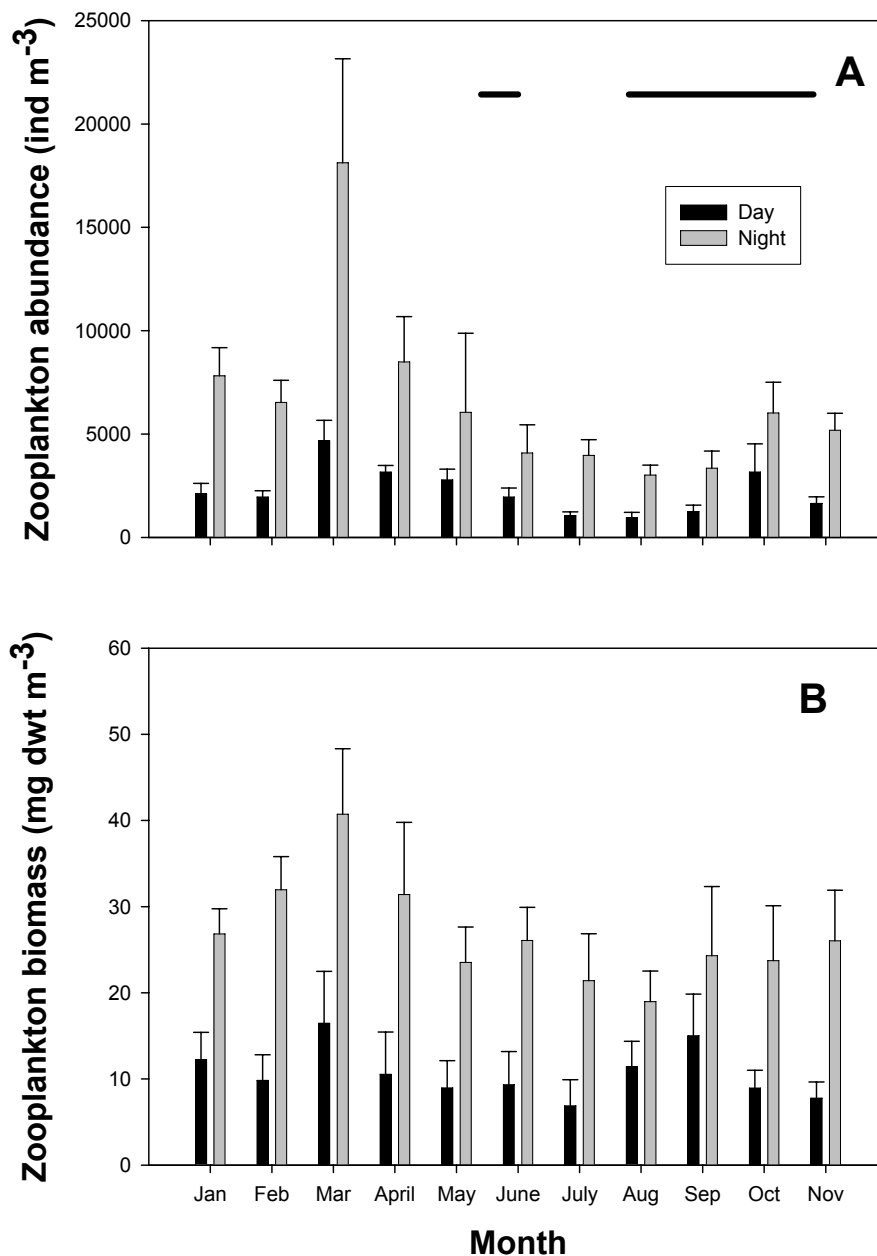 Zooplankton abundance (ind m⁻³)
25000
20000
15000
10000
5000
0
A
Day
Night
Zooplankton biomass (mg dwt m⁻³)
60
50
40
30
20
10
0
B
Jan Feb Mar April May June July Aug Sep Oct Nov
Month